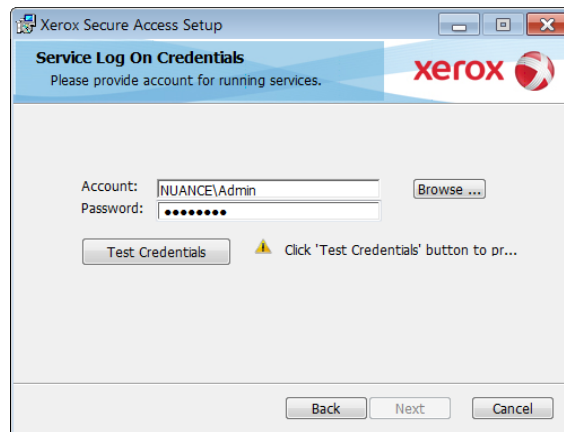 Xerox Secure Access Setup
Service Log On Credentials
Please provide account for running services.
xerox
Account: NUANCE\Admin Browse ...
Password: ●●●●●●●●
Test Credentials Click 'Test Credentials' button to pr...
Back Next Cancel